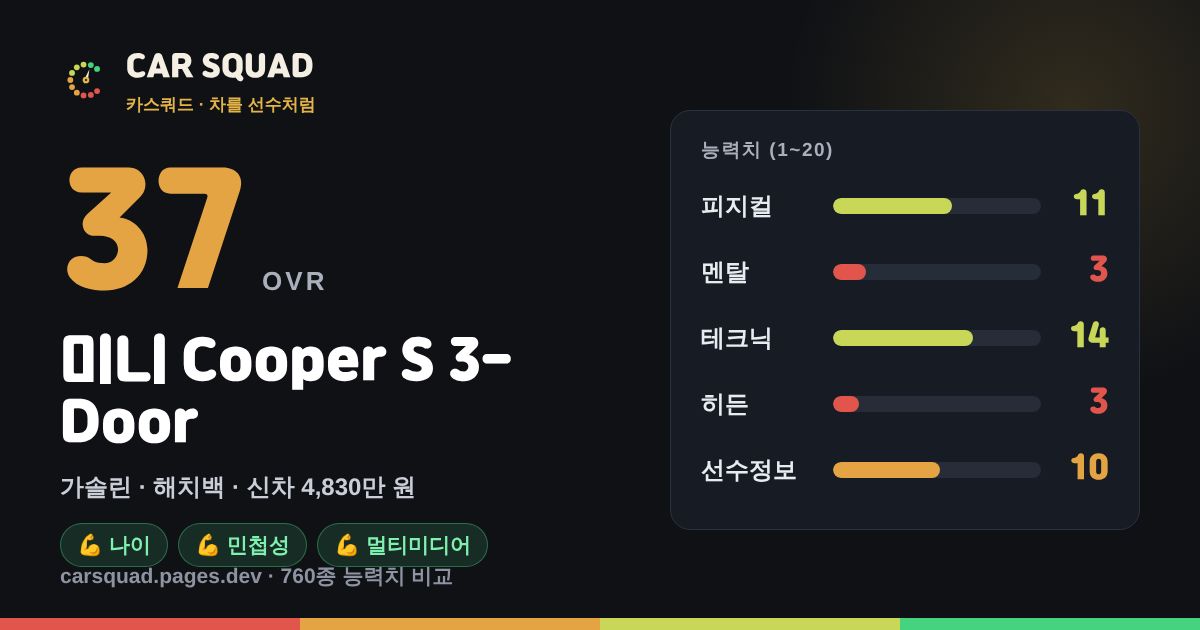 CAR SQUAD
카스쿼드 · 차를 선수처럼
37 OVR
미니 Cooper S 3-
Door
가솔린 · 해치백 · 신차 4,830만 원
💪 나이 💪 민첩성 💪 멀티미디어
carsquad.pages.dev · 760종 능력치 비교
능력치 (1~20)
피지컬 11
멘탈 3
테크닉 14
히든 3
선수정보 10